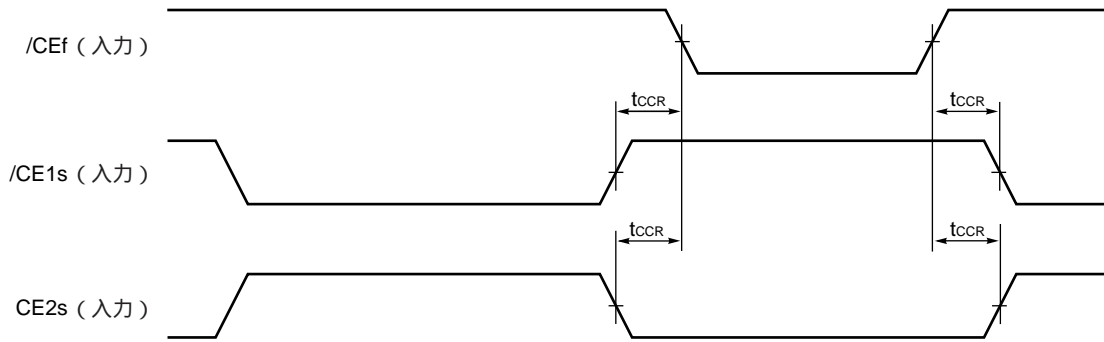 /CEf（入力）
tCCR
tCCR
/CE1s（入力）
tCCR
tCCR
CE2s（入力）